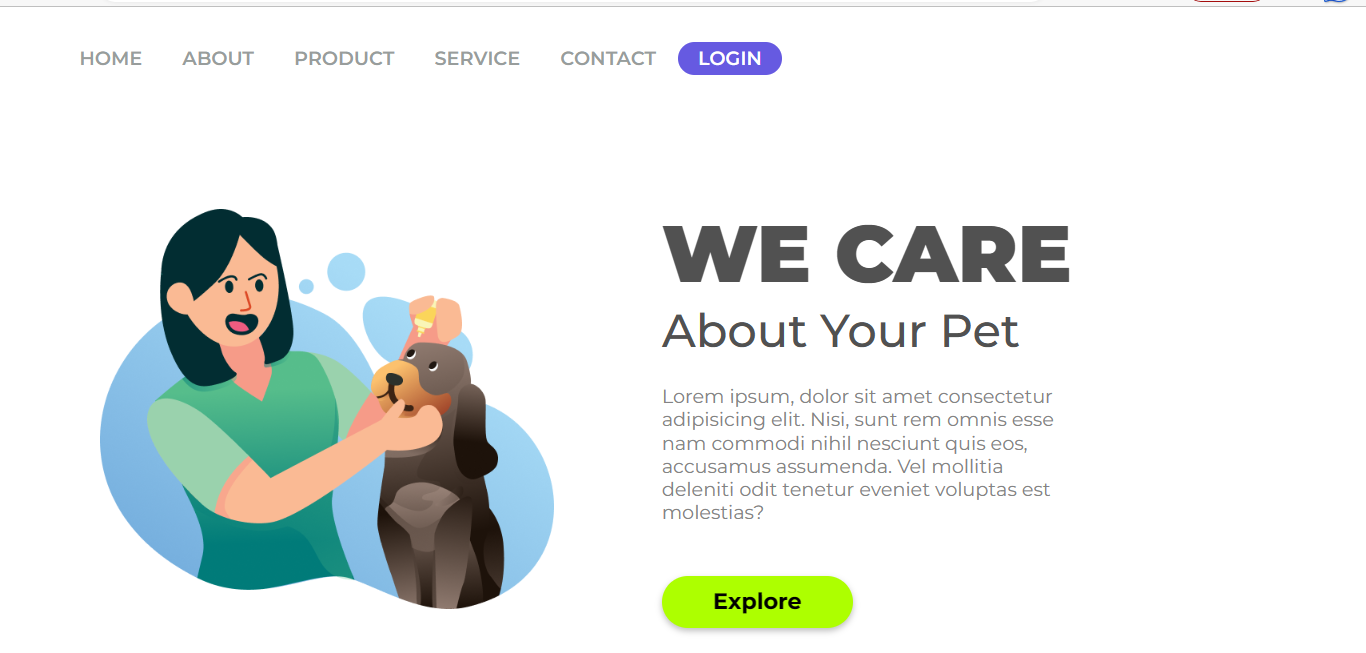 HOME ABOUT PRODUCT SERVICE CONTACT LOGIN
WE CARE
About Your Pet
Lorem ipsum, dolor sit amet consectetur
adipisicing elit. Nisi, sunt rem omnis esse
nam commodi nihil nesciunt quis eos,
accusamus assumenda. Vel mollitia
deleniti odit tenetur eveniet voluptas est
molestias?
Explore